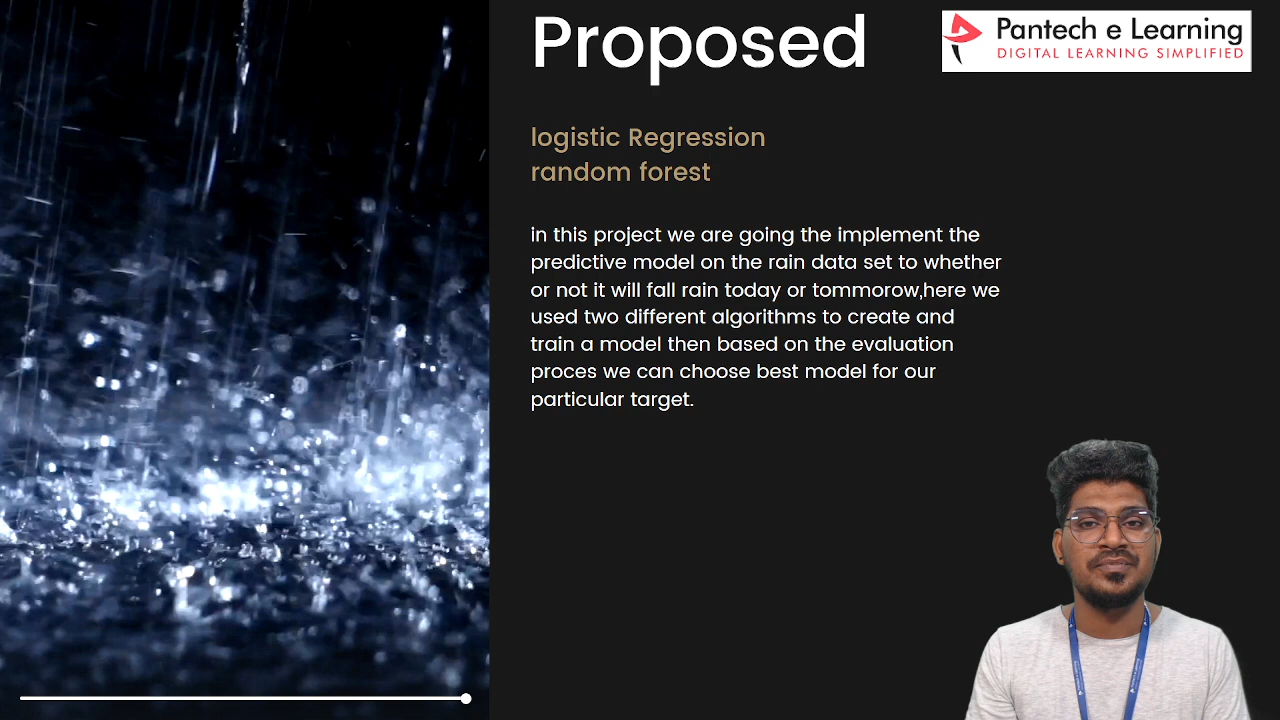 Proposed
Pantech e Learning
DIGITAL LEARNING SIMPLIFIED
logistic Regression
random forest
in this project we are going the implement the
predictive model on the rain data set to whether
or not it will fall rain today or tommorow,here we
used two different algorithms to create and
train a model then based on the evaluation
proces we can choose best model for our
particular target.